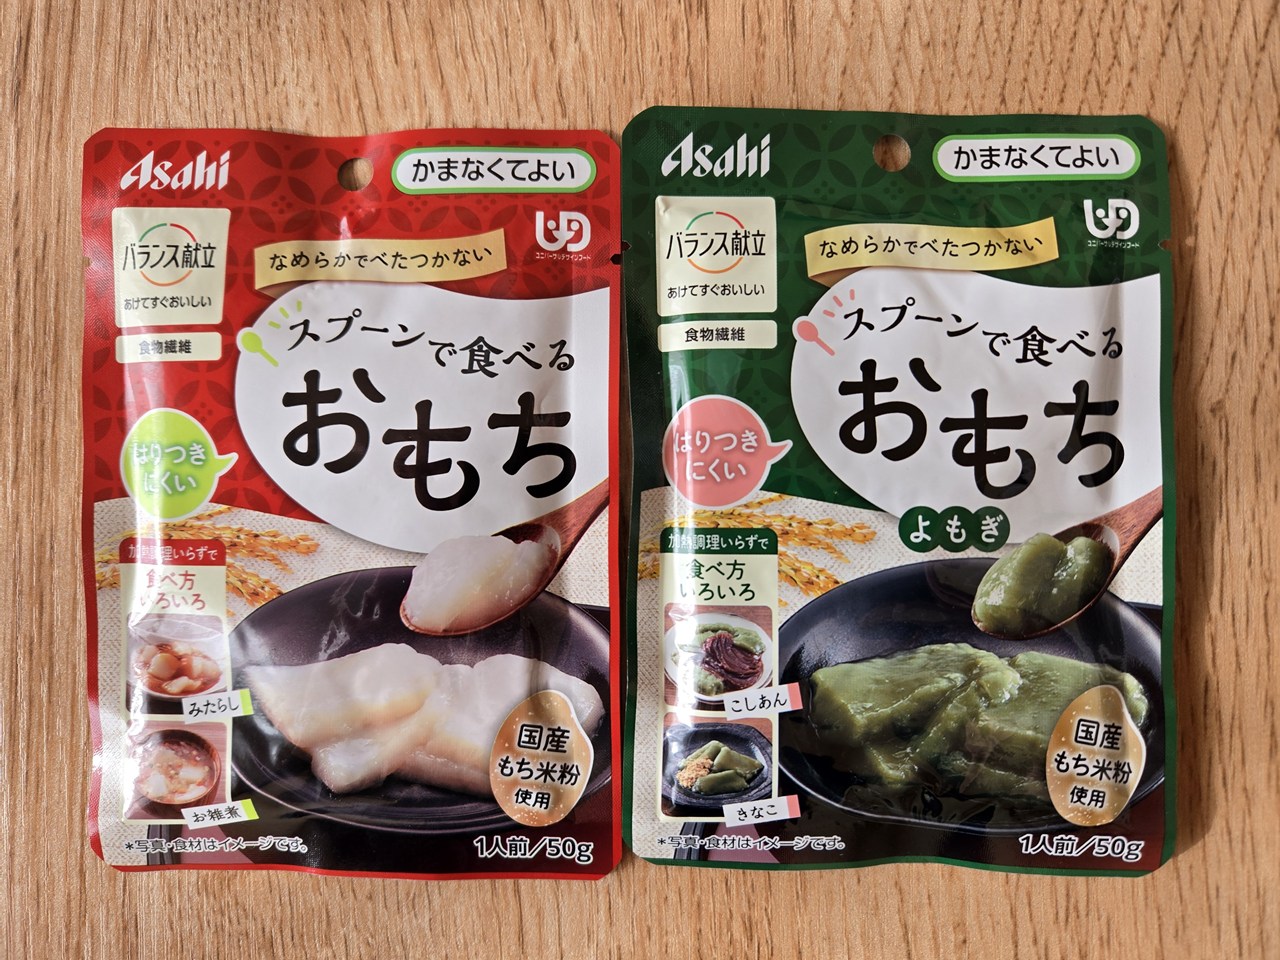 Asahi
かまなくてよい
バランス献立
あけてすぐおいしい
食物繊維
UD
ユニバーサルデザインフード
なめらかでべたつかない
スプーンで食べる
おもち
はりつき
にくい
加熱調理いらずで
食べ方
いろいろ
みたらし
お雑煮
国産
もち米粉
使用
*写真・食材はイメージです。
1人前/50g
Asahi
かまなくてよい
バランス献立
あけてすぐおいしい
食物繊維
UD
ユニバーサルデザインフード
なめらかでべたつかない
スプーンで食べる
おもち
よもぎ
はりつき
にくい
加熱調理いらずで
食べ方
いろいろ
こしあん
きなこ
国産
もち米粉
使用
*写真・食材はイメージです。
1人前/50g